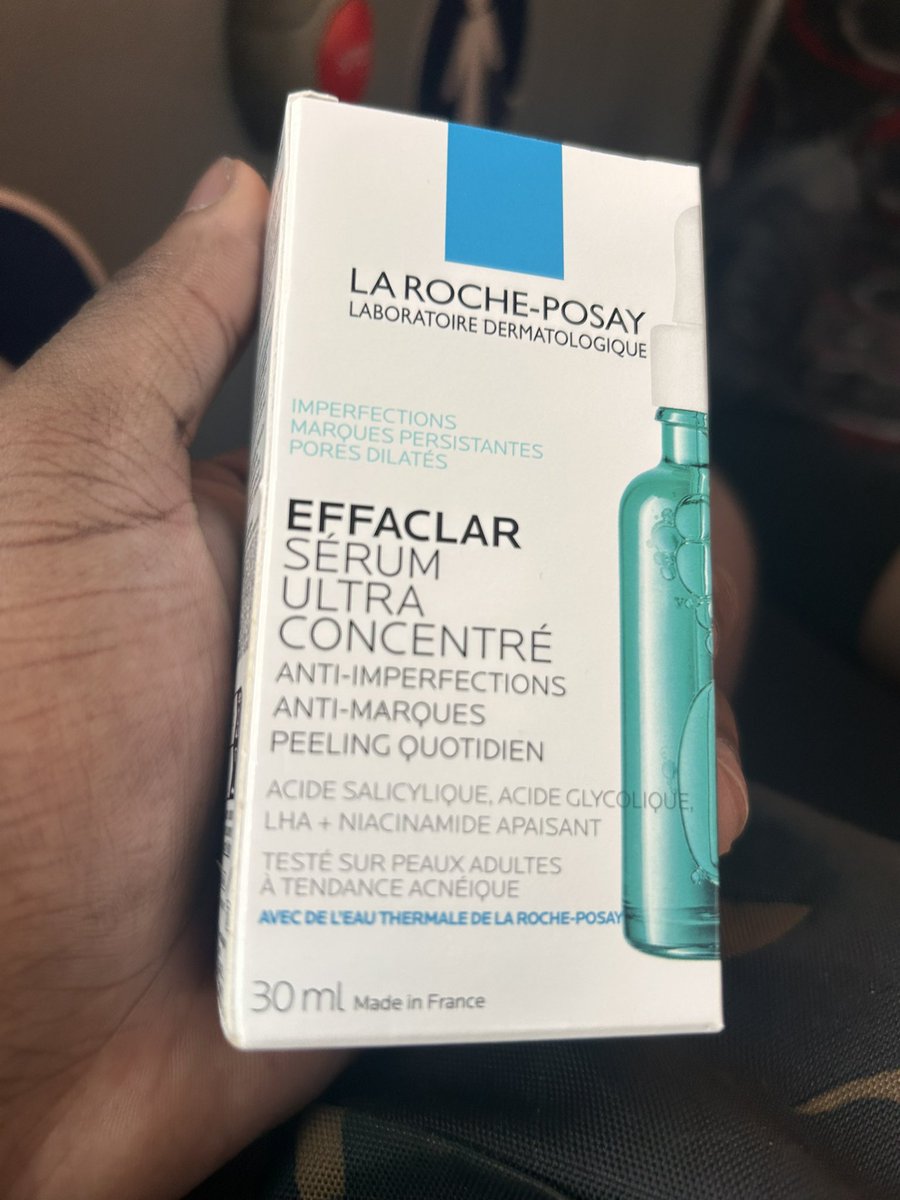 LA ROCHE-POSAY
LABORATOIRE DERMATOLOGIQUE
IMPERFECTIONS
MARQUES PERSISTANTES
PORES DILATÉS
EFFACLAR
SÉRUM
ULTRA
CONCENTRÉ
ANTI-IMPERFECTIONS
ANTI-MARQUES
PEELING QUOTIDIEN
ACIDE SALICYLIQUE, ACIDE GLYCOLIQUE,
LHA + NIACINAMIDE APAISANT
TESTÉ SUR PEAUX ADULTES
À TENDANCE ACNÉIQUE
AVEC DE L'EAU THERMALE DE LA ROCHE-POSAY
30 ml Made in France